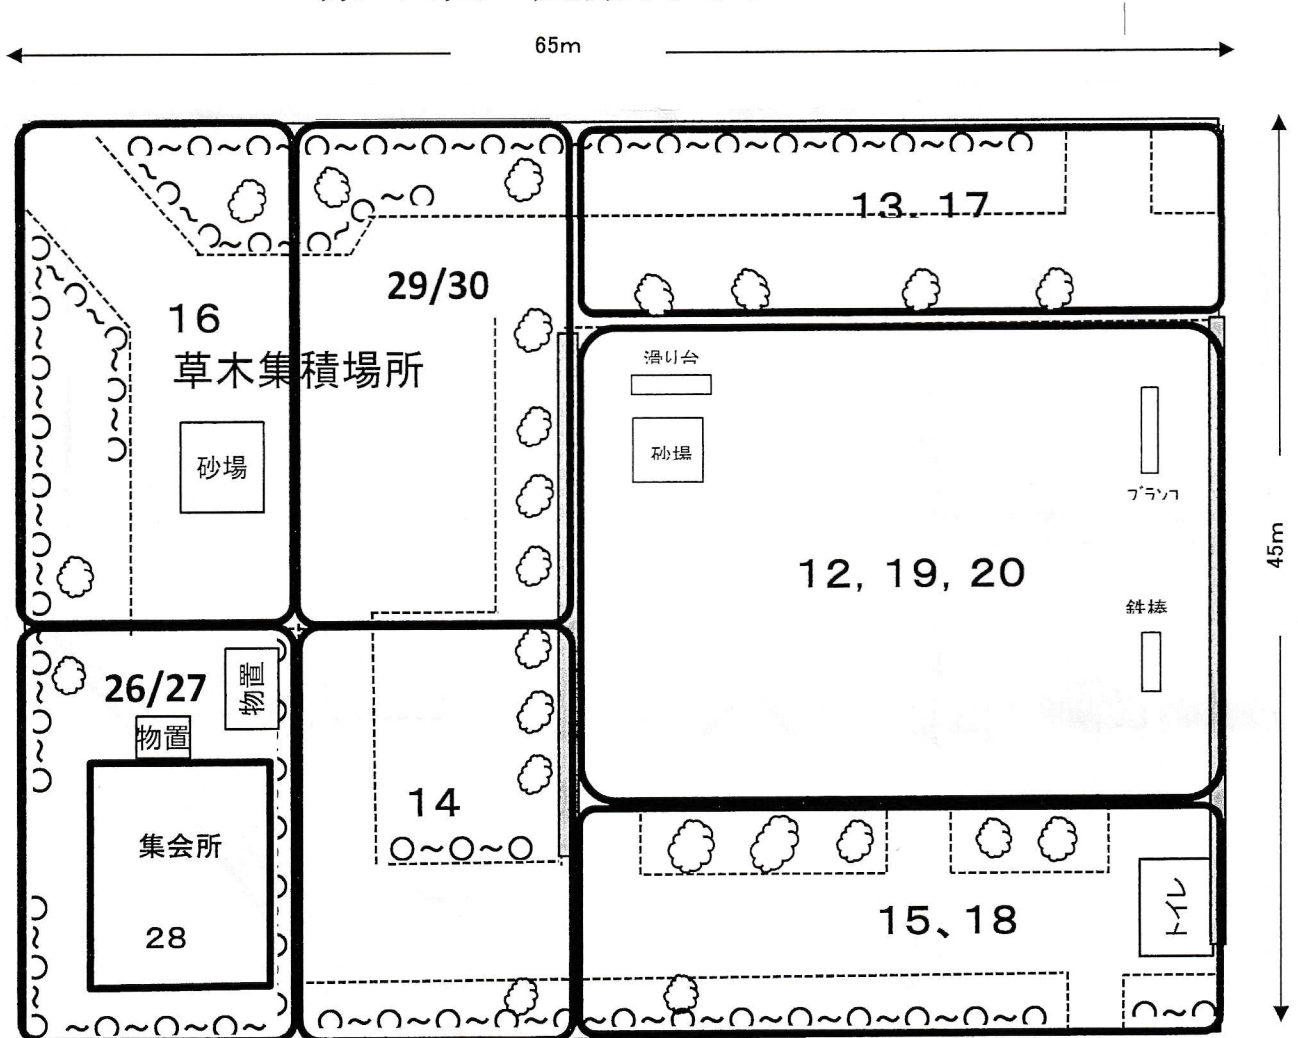 65m
13, 17
29/30
16
草木集積場所
滑り台
砂場
砂場
ブランコ
12, 19, 20
45m
鉄棒
26/27
物置
物置
14
集会所
15、18
トイレ
28